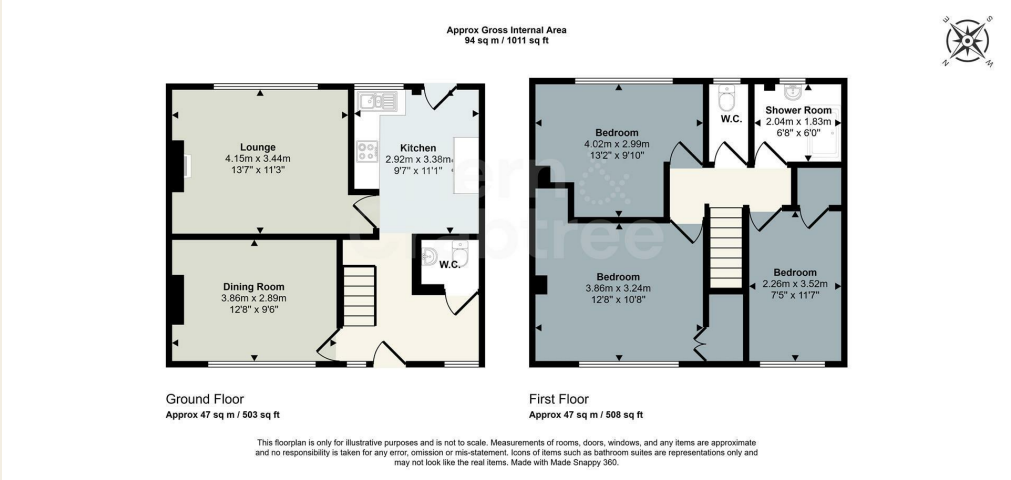 Approx Gross Internal Area
94 sq m / 1011 sq ft
N
E
S
W
Lounge
4.15m x 3.44m
13'7" x 11'3"
Kitchen
2.92m x 3.38m
9'7" x 11'1"
Dining Room
3.86m x 2.89m
12'8" x 9'6"
W.C.
Bedroom
4.02m x 2.99m
13'2" x 9'10"
W.C.
Shower Room
2.04m x 1.83m
6'8" x 6'0"
Bedroom
3.86m x 3.24m
12'8" x 10'8"
Bedroom
2.26m x 3.52m
7'5" x 11'7"
&
Crabtree
Ground Floor
Approx 47 sq m / 503 sq ft
First Floor
Approx 47 sq m / 508 sq ft
This floorplan is only for illustrative purposes and is not to scale. Measurements of rooms, doors, windows, and any items are approximate
and no responsibility is taken for any error, omission or mis-statement. Icons of items such as bathroom suites are representations only and
may not look like the real items. Made with Made Snappy 360.